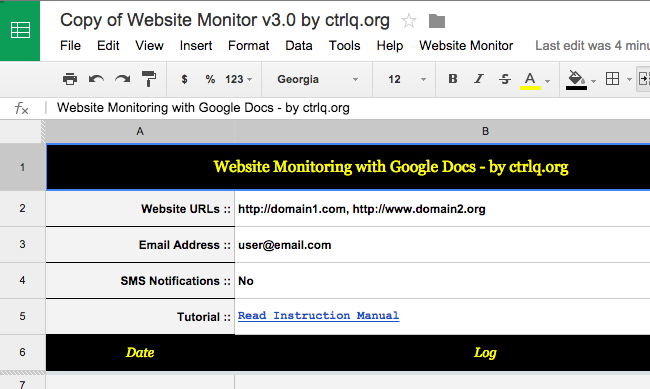 Copy of Website Monitor v3.0 by ctrlq.org
File Edit View Insert Format Data Tools Help Website Monitor Last edit was 4 minu
$ % 123 Georgia 12 B I S A
fx Website Monitoring with Google Docs - by ctrlq.org
A B
1 Website Monitoring with Google Docs - by ctrlq.org
2 Website URLs :: http://domain1.com, http://www.domain2.org
3 Email Address :: user@email.com
4 SMS Notifications :: No
5 Tutorial :: Read Instruction Manual
6 Date Log
7